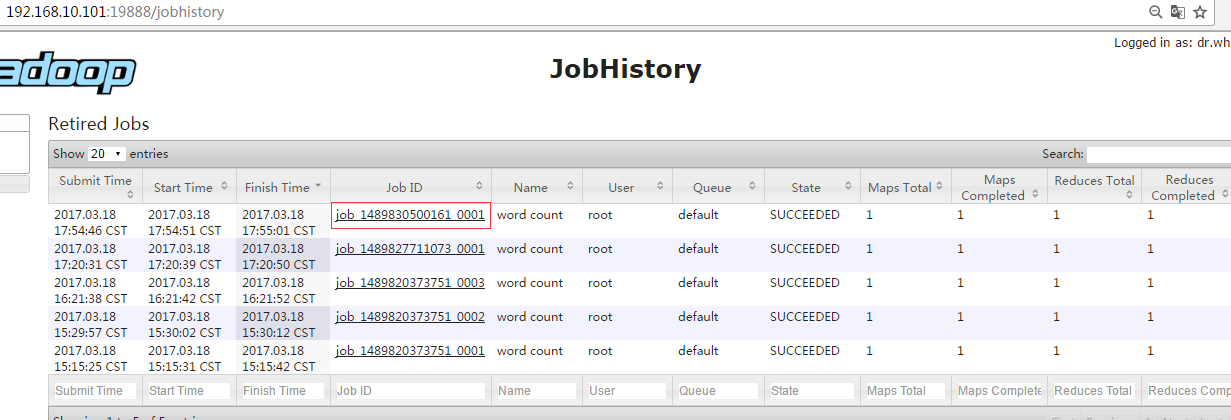 192.168.10.101:19888/jobhistory
Logged in as: dr.wh
adoop
JobHistory
Retired Jobs
Show 20 entries Search:
Submit Time Start Time Finish Time Job ID Name User Queue State Maps Total Maps Completed Reduces Total Reduces Completed
2017.03.18 2017.03.18 2017.03.18 job_1489830500161_0001 word count root default SUCCEEDED 1 1 1 1
17:54:46 CST 17:54:51 CST 17:55:01 CST
2017.03.18 2017.03.18 2017.03.18 job_1489827711073_0001 word count root default SUCCEEDED 1 1 1 1
17:20:31 CST 17:20:39 CST 17:20:50 CST
2017.03.18 2017.03.18 2017.03.18 job_1489820373751_0003 word count root default SUCCEEDED 1 1 1 1
16:21:38 CST 16:21:42 CST 16:21:52 CST
2017.03.18 2017.03.18 2017.03.18 job_1489820373751_0002 word count root default SUCCEEDED 1 1 1 1
15:29:57 CST 15:30:02 CST 15:30:12 CST
2017.03.18 2017.03.18 2017.03.18 job_1489820373751_0001 word count root default SUCCEEDED 1 1 1 1
15:15:25 CST 15:15:31 CST 15:15:42 CST
Submit Time Start Time Finish Time Job ID Name User Queue State Maps Total Maps Complete Reduces Total Reduces Comp